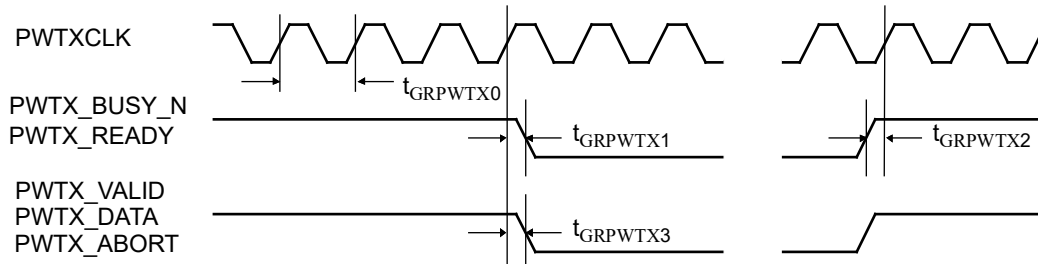 PWTXCLK
tGRPWTX0
PWTX_BUSY_N
PWTX_READY
tGRPWTX1
tGRPWTX2
PWTX_VALID
PWTX_DATA
PWTX_ABORT
tGRPWTX3